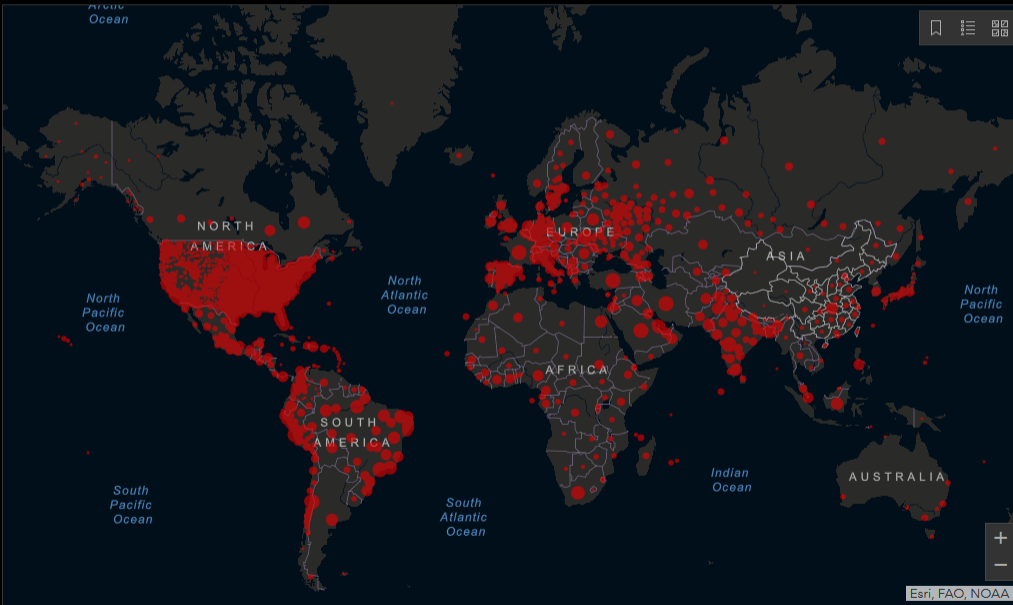 Arctic
Ocean
NORTH
AMERICA
EUROPE
ASIA
North
Pacific
Ocean
North
Atlantic
Ocean
North
Pacific
Ocean
AFRICA
SOUTH
AMERICA
Indian
Ocean
AUSTRALIA
South
Pacific
Ocean
South
Atlantic
Ocean
+
−
Esri, FAO, NOAA